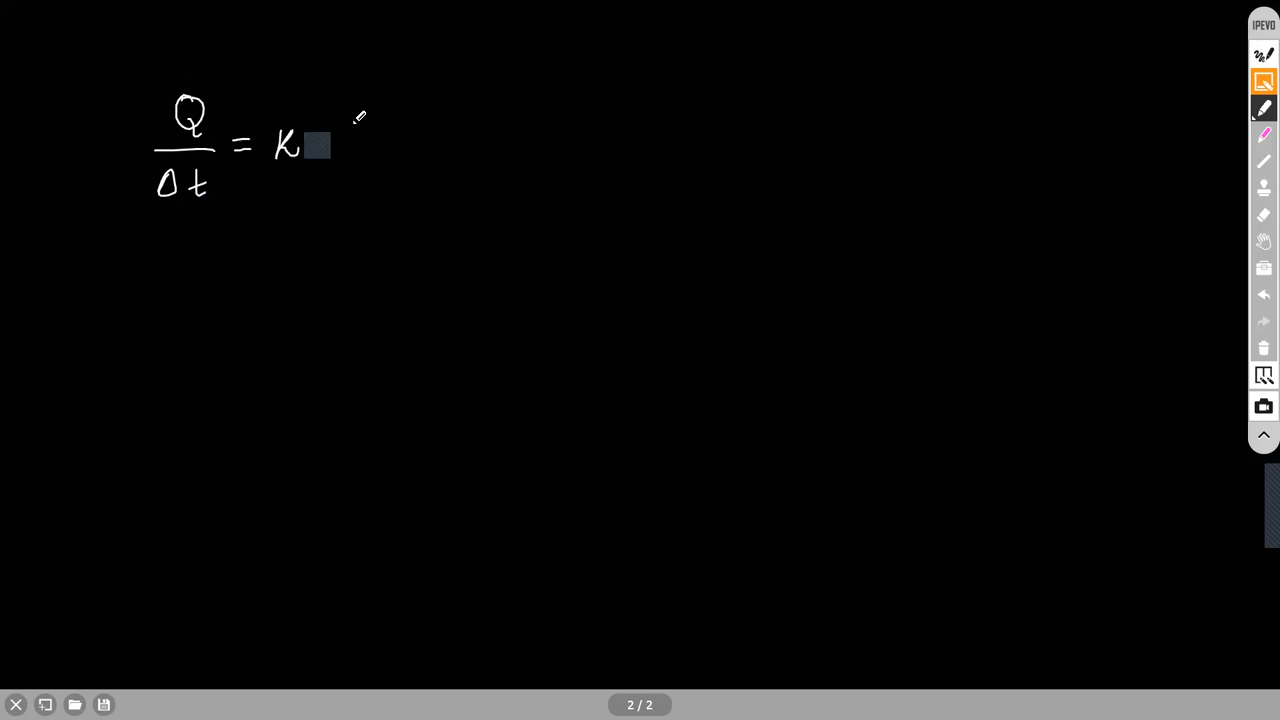 IPEVO
Q/Δt = K
2 / 2